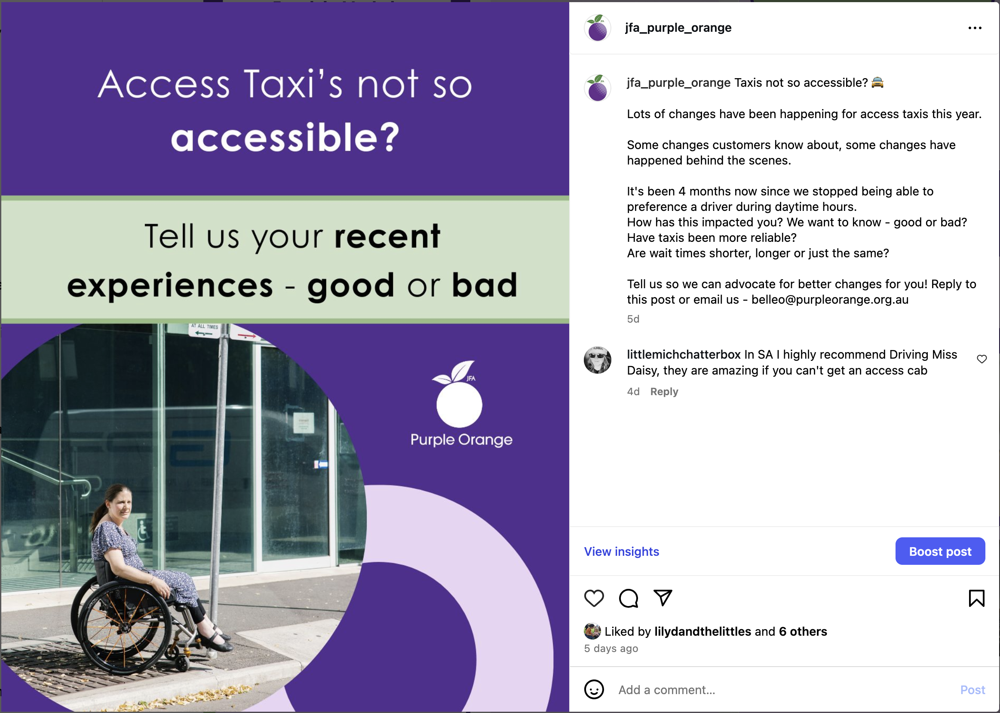 Access Taxi's not so
accessible?
Tell us your recent
experiences - good or bad
AT ALL TIMES
JFA
Purple Orange
jfa_purple_orange
jfa_purple_orange Taxis not so accessible? 🚖
Lots of changes have been happening for access taxis this year.
Some changes customers know about, some changes have
happened behind the scenes.
It's been 4 months now since we stopped being able to
preference a driver during daytime hours.
How has this impacted you? We want to know - good or bad?
Have taxis been more reliable?
Are wait times shorter, longer or just the same?
Tell us so we can advocate for better changes for you! Reply to
this post or email us - belleo@purpleorange.org.au
5d
littlemichchatterbox In SA I highly recommend Driving Miss
Daisy, they are amazing if you can't get an access cab
4d Reply
View insights
Boost post
Liked by lilydandthelittles and 6 others
5 days ago
Add a comment...
Post